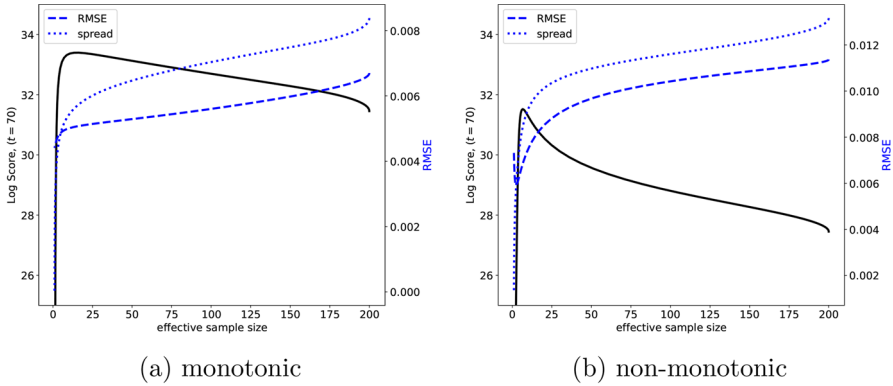 RMSE
spread
34
32
30
28
26
Log Score, (t = 70)
0.008
0.006
0.004
0.002
0.000
RMSE
0 25 50 75 100 125 150 175 200
effective sample size
(a) monotonic
RMSE
spread
34
32
30
28
26
Log Score, (t = 70)
0.012
0.010
0.008
0.006
0.004
0.002
RMSE
0 25 50 75 100 125 150 175 200
effective sample size
(b) non-monotonic